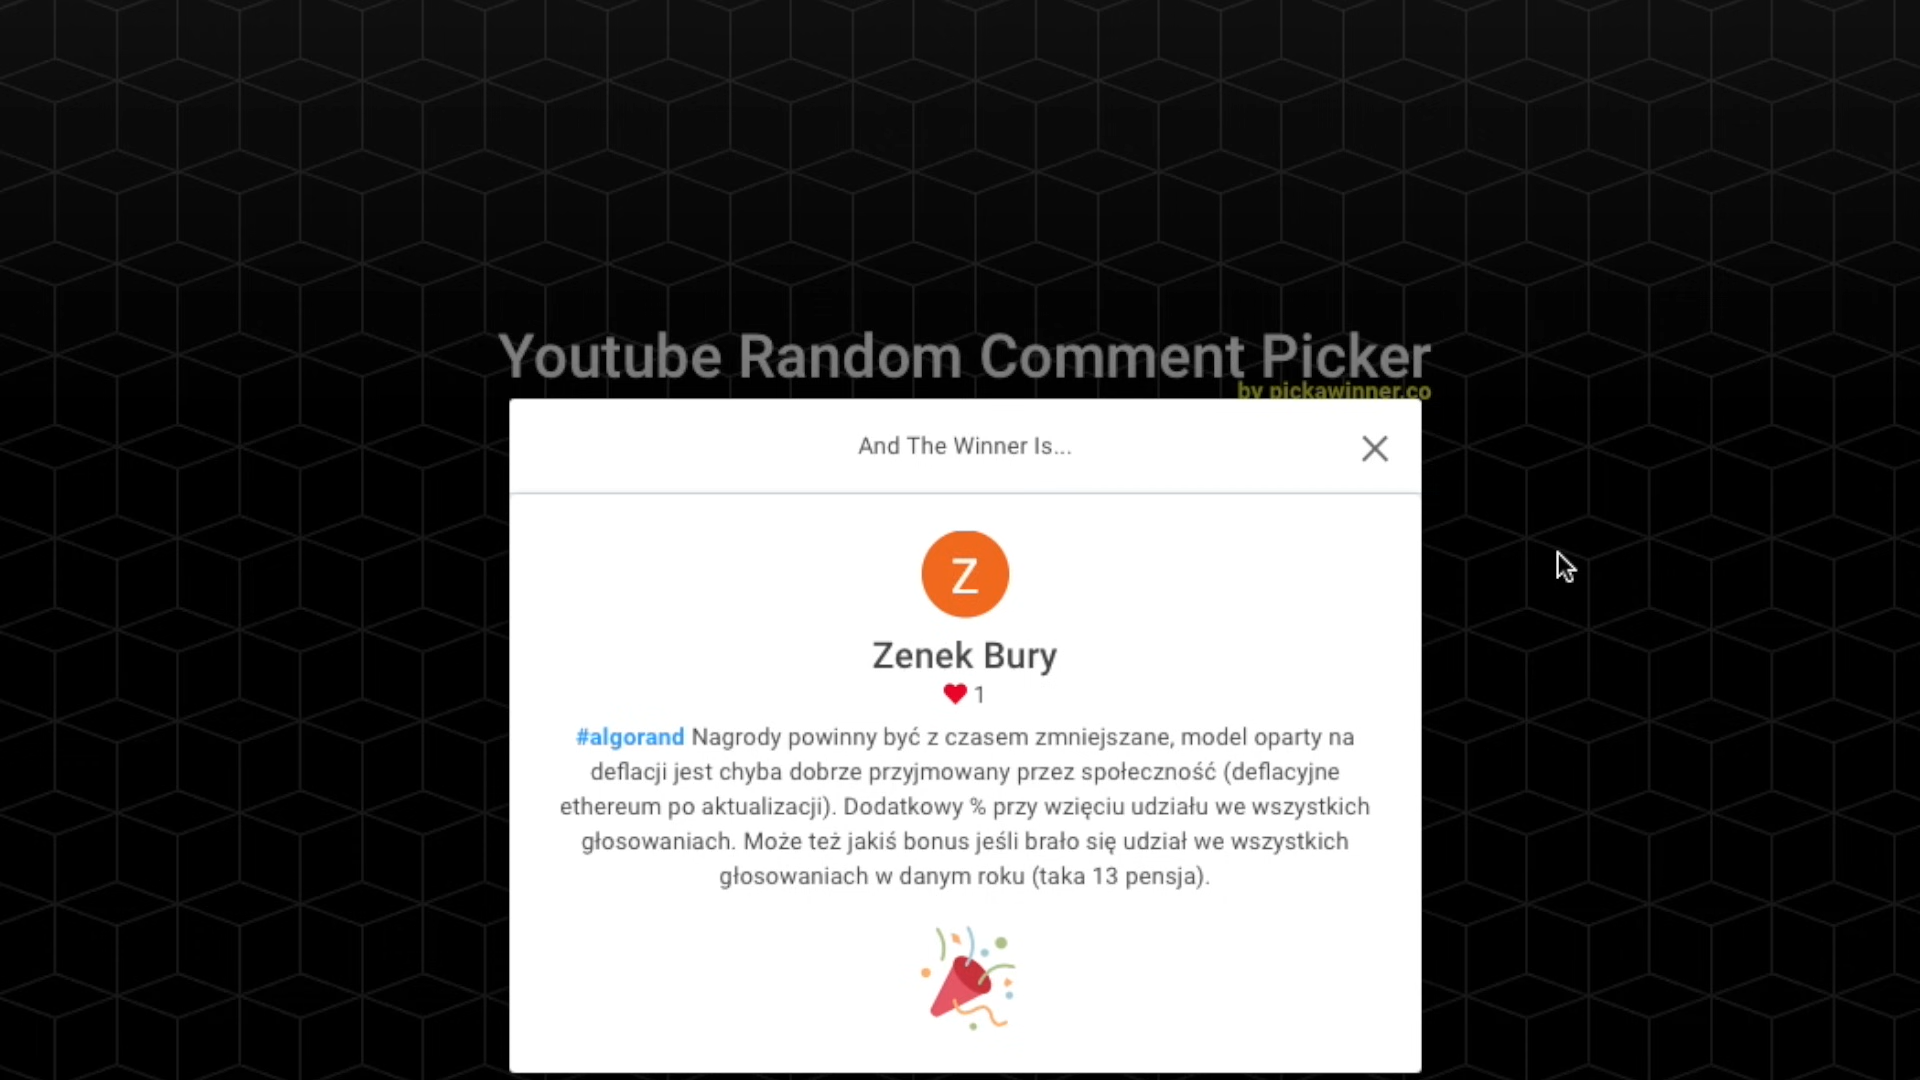 Youtube Random Comment Picker
by pickawinner.co
And The Winner Is...
Z
Zenek Bury
1
#algorand Nagrody powinny być z czasem zmniejszane, model oparty na
deflacji jest chyba dobrze przyjmowany przez społeczność (deflacyjne
ethereum po aktualizacji). Dodatkowy % przy wzięciu udziału we wszystkich
głosowaniach. Może też jakiś bonus jeśli brało się udział we wszystkich
głosowaniach w danym roku (taka 13 pensja).